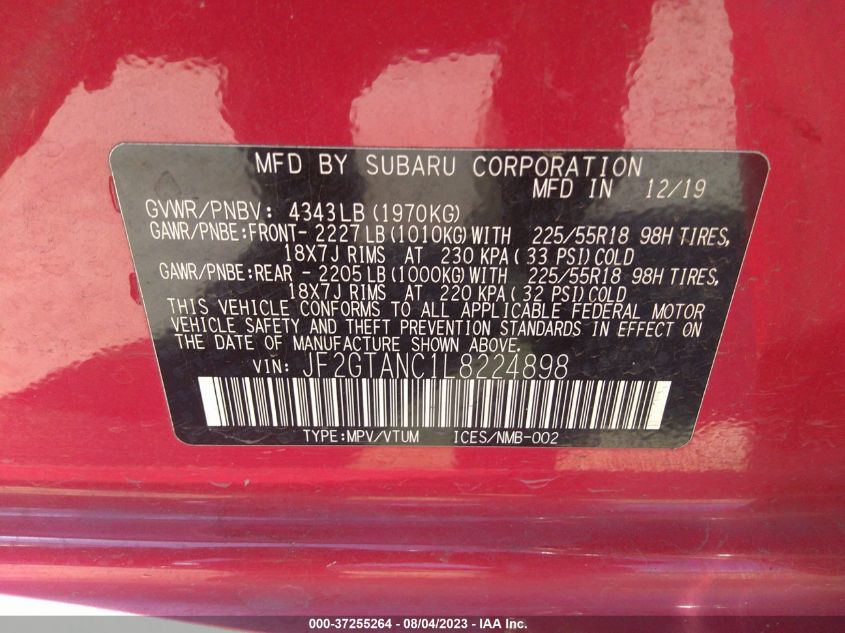 MFD BY SUBARU CORPORATION
MFD IN 12/19
GVWR/PNBV: 4343LB (1970KG)
GAWR/PNBE:FRONT- 2227LB (1010KG) WITH 225/55R18 98H TIRES,
18X7J RIMS AT 230 KPA ( 33 PSI) COLD
GAWR/PNBE:REAR - 2205LB (1000KG) WITH 225/55R18 98H TIRES,
18X7J RIMS AT 220 KPA ( 32 PSI) COLD
THIS VEHICLE CONFORMS TO ALL APPLICABLE FEDERAL MOTOR
VEHICLE SAFETY AND THEFT PREVENTION STANDARDS IN EFFECT ON
THE DATE OF MANUFACTURE SHOWN ABOVE.
VIN: JF2GTANC1L8224898
TYPE:MPV/VTUM ICES/NMB-002
000-37255264 - 08/04/2023 - IAA Inc.